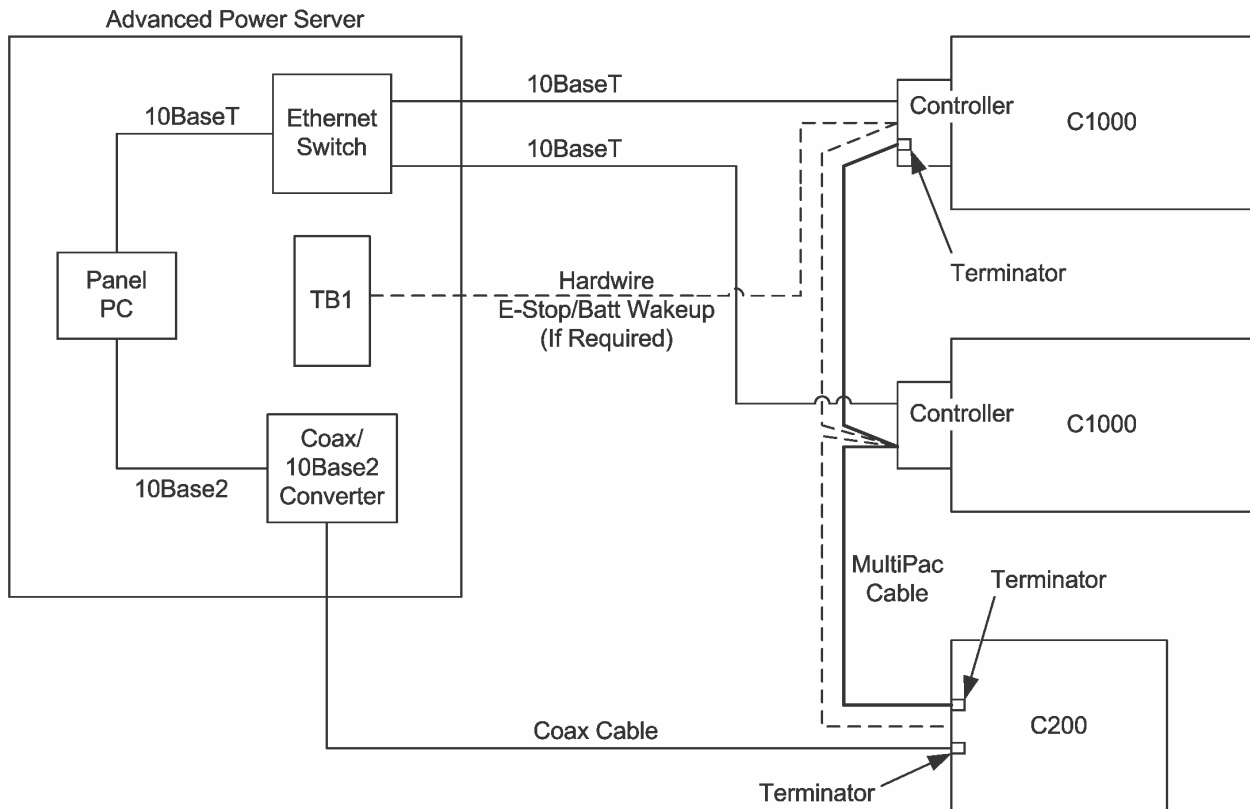 Advanced Power Server
10BaseT
Ethernet
Switch
10BaseT
10BaseT
Controller
C1000
Terminator
Panel
PC
TB1
Hardwire
E-Stop/Batt Wakeup
(If Required)
Controller
C1000
Coax/
10Base2
Converter
10Base2
MultiPac
Cable
Terminator
C200
Coax Cable
Terminator